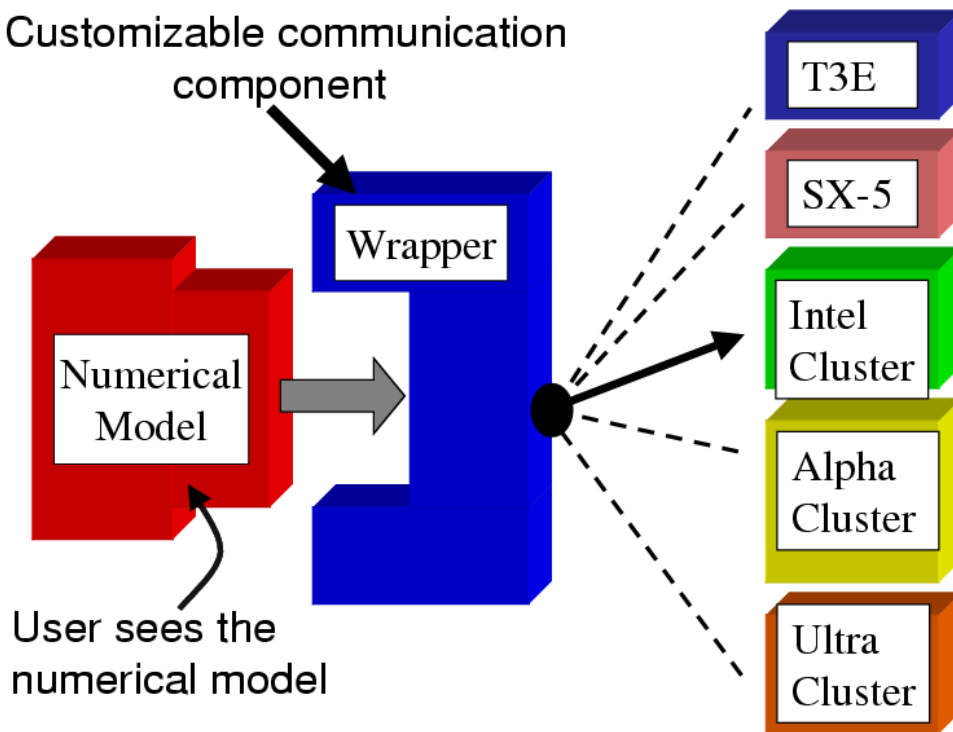 Customizable communication
component
Wrapper
Numerical
Model
User sees the
numerical model
T3E
SX-5
Intel
Cluster
Alpha
Cluster
Ultra
Cluster